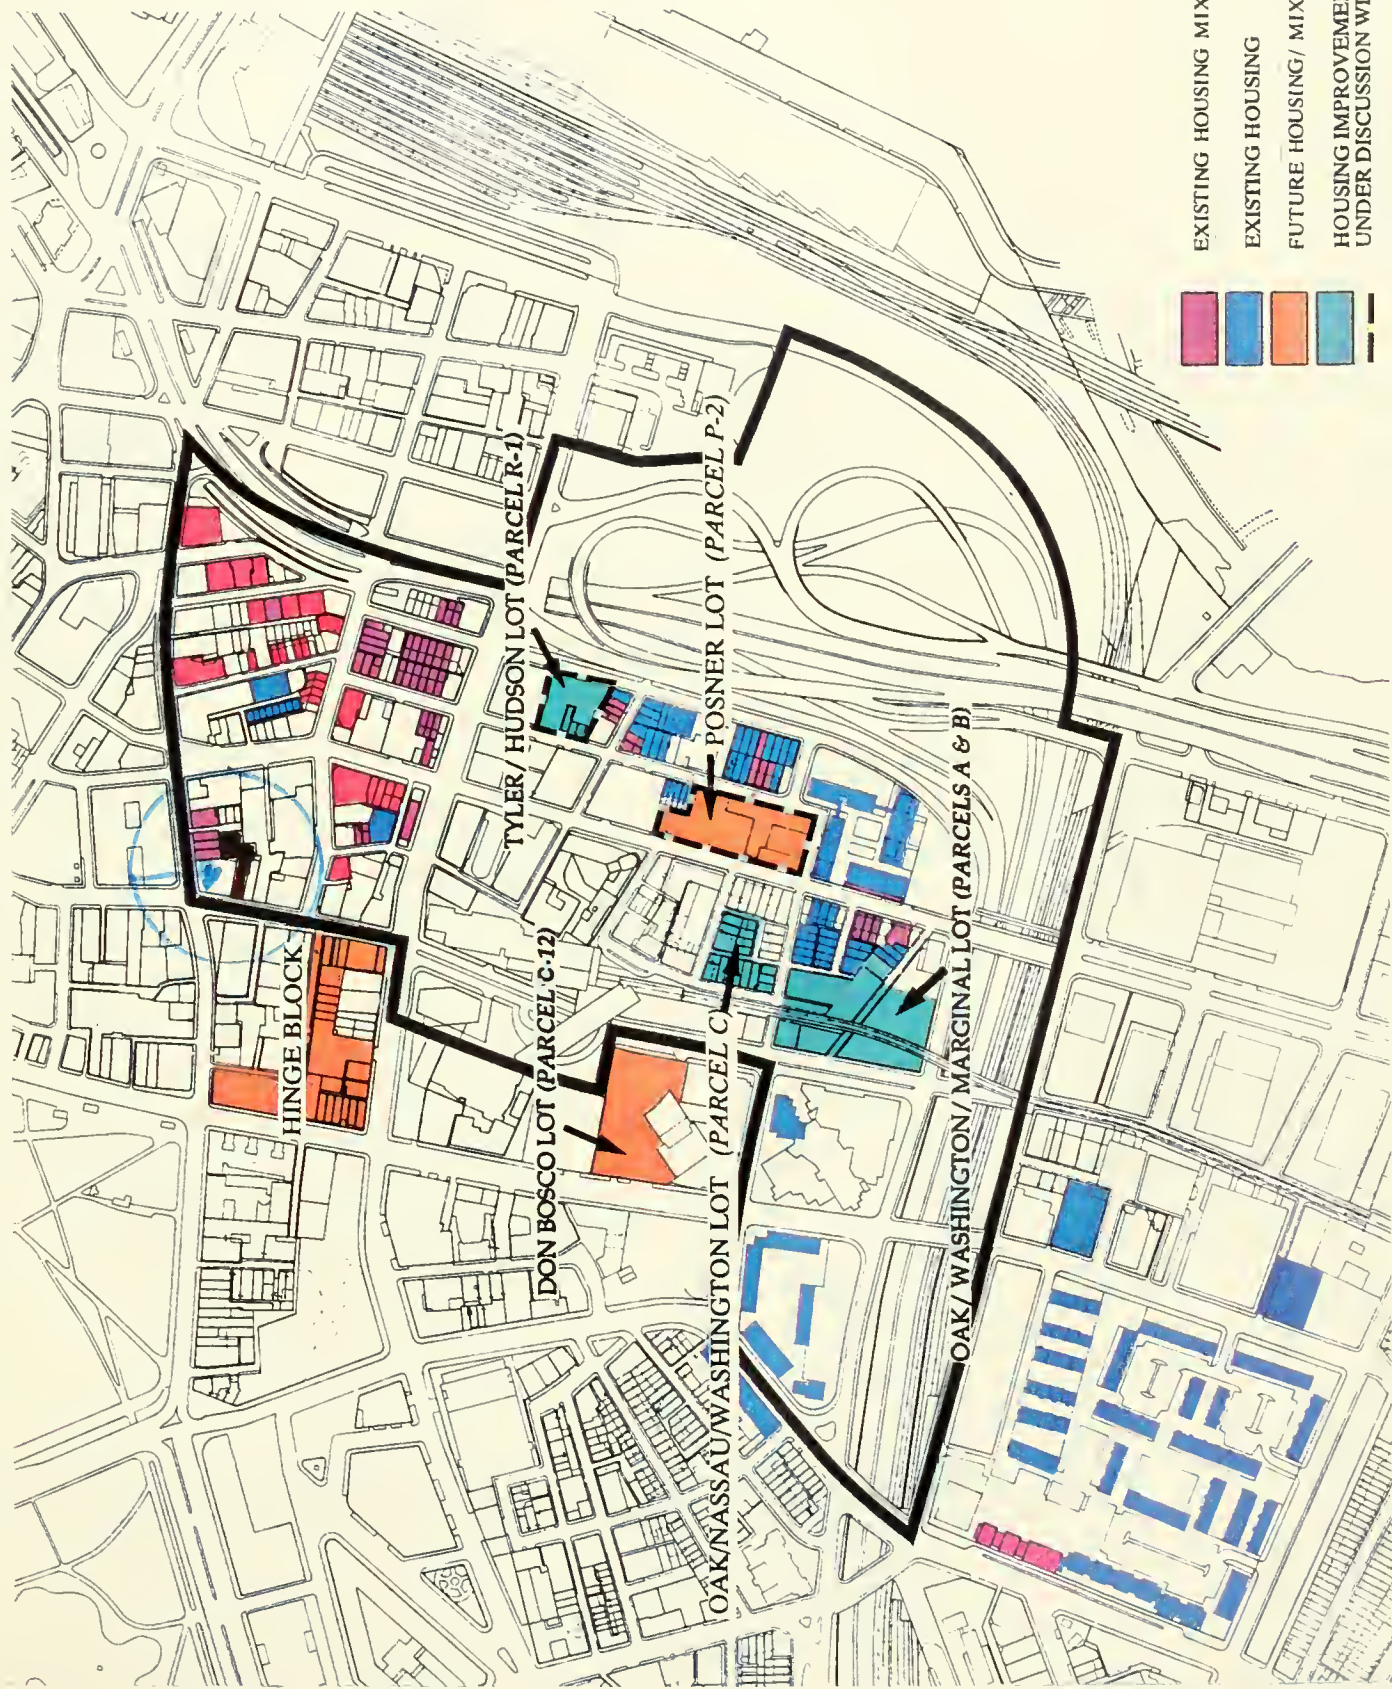 HINGE BLOCK
TYLER/ HUDSON LOT (PARCEL R-1)
DON BOSCO LOT (PARCEL C-12)
POSNER LOT (PARCEL P-2)
OAK/NASSAU/WASHINGTON LOT (PARCEL C)
OAK/ WASHINGTON/ MARGINAL LOT (PARCELS A & B)
EXISTING HOUSING MIX
EXISTING HOUSING
FUTURE HOUSING/ MIX
HOUSING IMPROVEME
UNDER DISCUSSION WI